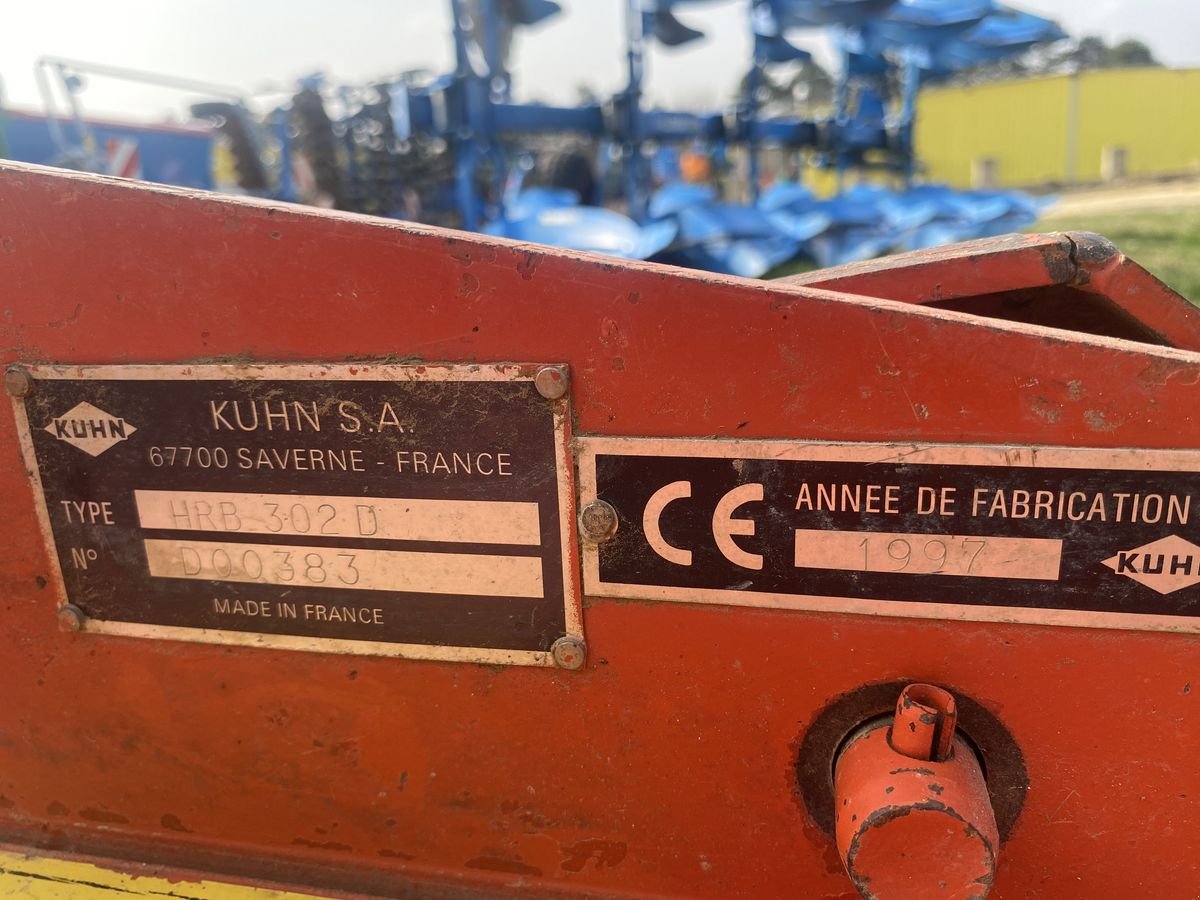 KUHN
KUHN S.A.
67700 SAVERNE - FRANCE
TYPE HRB 302 D
N° D00383
MADE IN FRANCE
CE
ANNEE DE FABRICATION
1997
KUHN